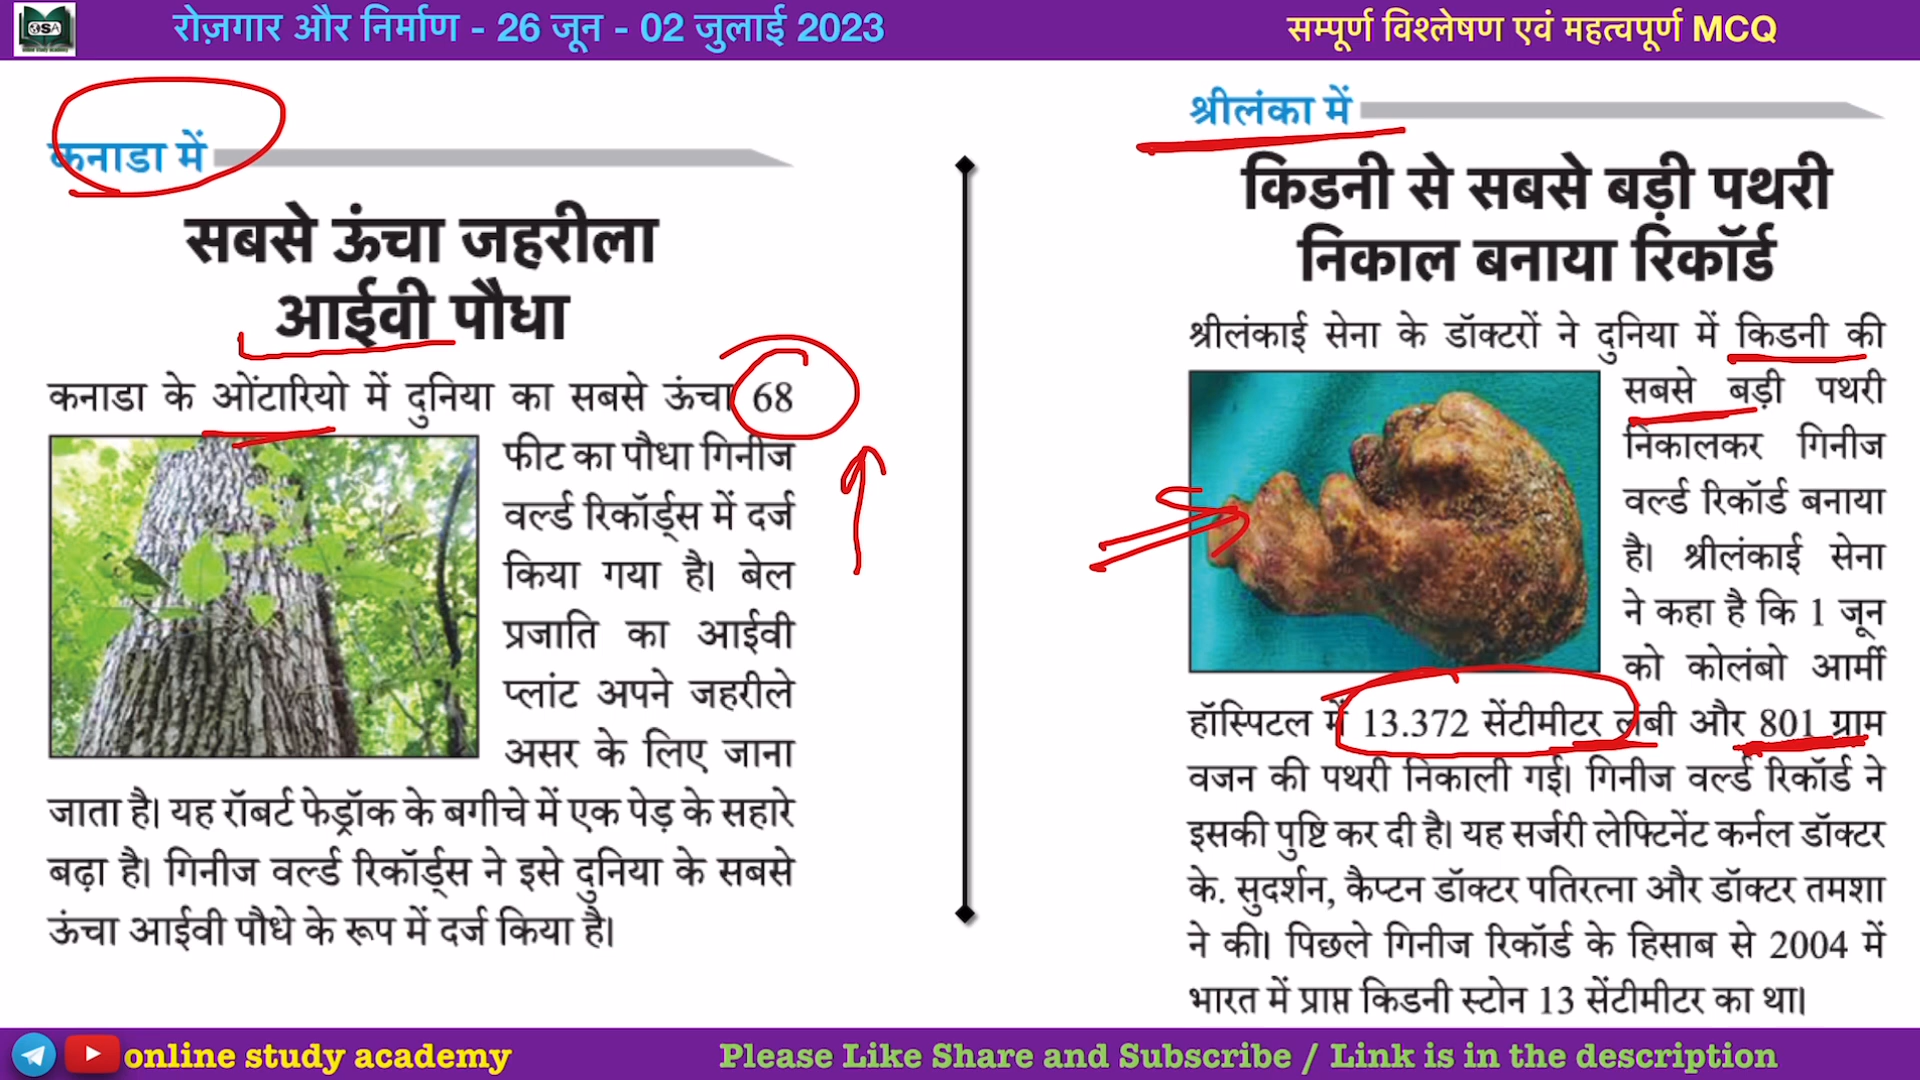 OSA
रोज़गार और निर्माण - 26 जून - 02 जुलाई 2023
सम्पूर्ण विश्लेषण एवं महत्वपूर्ण MCQ
कनाडा में
सबसे ऊंचा जहरीला
आईवी पौधा
कनाडा के ओंटारियो में दुनिया का सबसे ऊंचा 68
फीट का पौधा गिनीज
वर्ल्ड रिकॉर्ड्स में दर्ज
किया गया है। बेल
प्रजाति का आईवी
प्लांट अपने जहरीले
असर के लिए जाना
जाता है। यह रॉबर्ट फेड्रॉक के बगीचे में एक पेड़ के सहारे
बढ़ा है। गिनीज वर्ल्ड रिकॉर्ड्स ने इसे दुनिया के सबसे
ऊंचा आईवी पौधे के रूप में दर्ज किया है।
श्रीलंका में
किडनी से सबसे बड़ी पथरी
निकाल बनाया रिकॉर्ड
श्रीलंकाई सेना के डॉक्टरों ने दुनिया में किडनी की
सबसे बड़ी पथरी
निकालकर गिनीज
वर्ल्ड रिकॉर्ड बनाया
है। श्रीलंकाई सेना
ने कहा है कि 1 जून
को कोलंबो आर्मी
हॉस्पिटल में 13.372 सेंटीमीटर लंबी और 801 ग्राम
वजन की पथरी निकाली गई। गिनीज वर्ल्ड रिकॉर्ड ने
इसकी पुष्टि कर दी है। यह सर्जरी लेफ्टिनेंट कर्नल डॉक्टर
के. सुदर्शन, कैप्टन डॉक्टर पतिरत्ना और डॉक्टर तमशा
ने की। पिछले गिनीज रिकॉर्ड के हिसाब से 2004 में
भारत में प्राप्त किडनी स्टोन 13 सेंटीमीटर का था।
online study academy
Please Like Share and Subscribe / Link is in the description